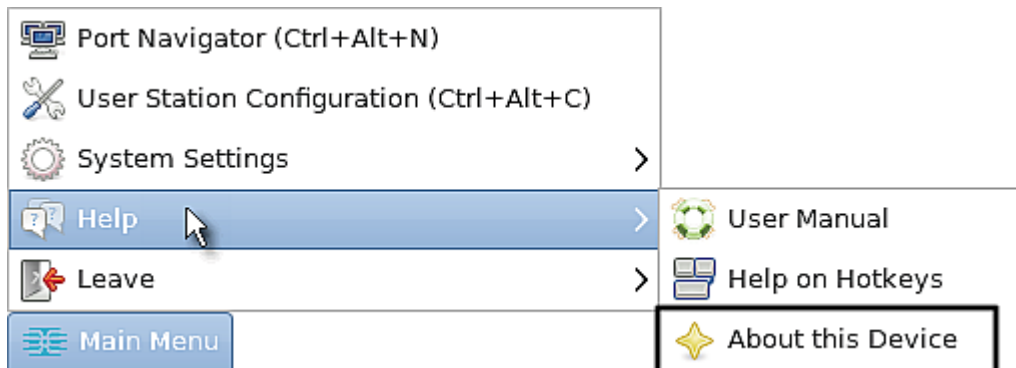 Port Navigator (Ctrl+Alt+N)
User Station Configuration (Ctrl+Alt+C)
System Settings
Help
Leave
Main Menu
User Manual
Help on Hotkeys
About this Device